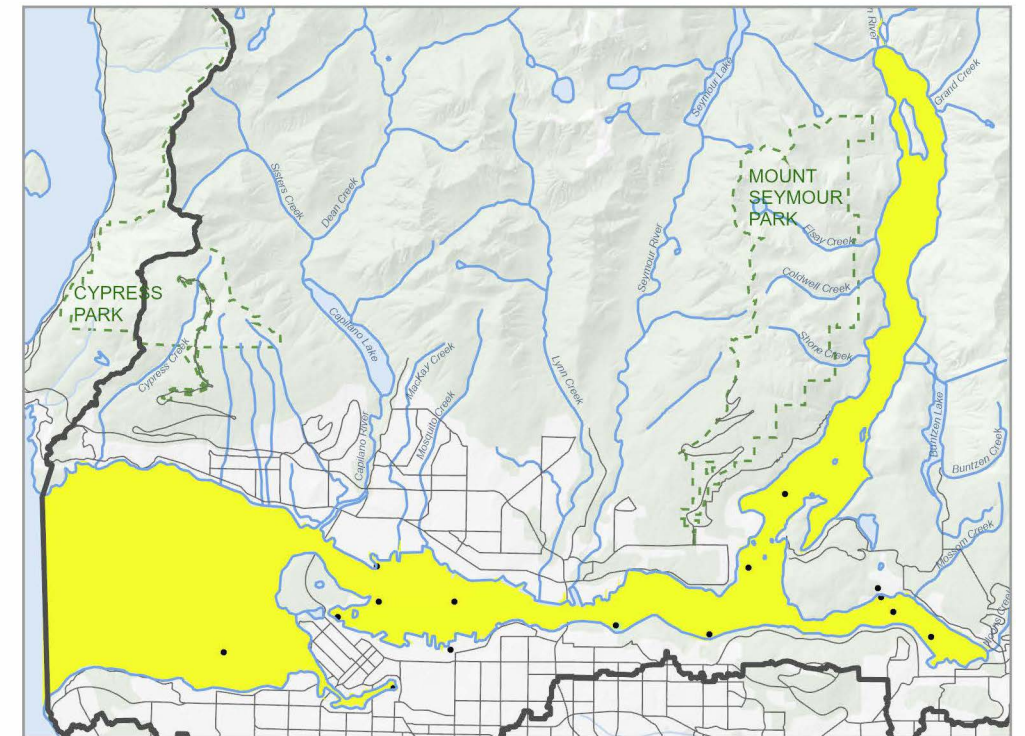 River
Grand Creek
Seymour Lake
MOUNT
SEYMOUR
PARK
Sisters Creek
Dean Creek
Elsay Creek
Seymour River
Coldwell Creek
CYPRESS
PARK
Capilano Lake
Shone Creek
Cypress Creek
MacKay Creek
Lynn Creek
Mosquito Creek
Buntzen Lake
Capilano River
Buntzen Creek
Mossom Creek
Creek